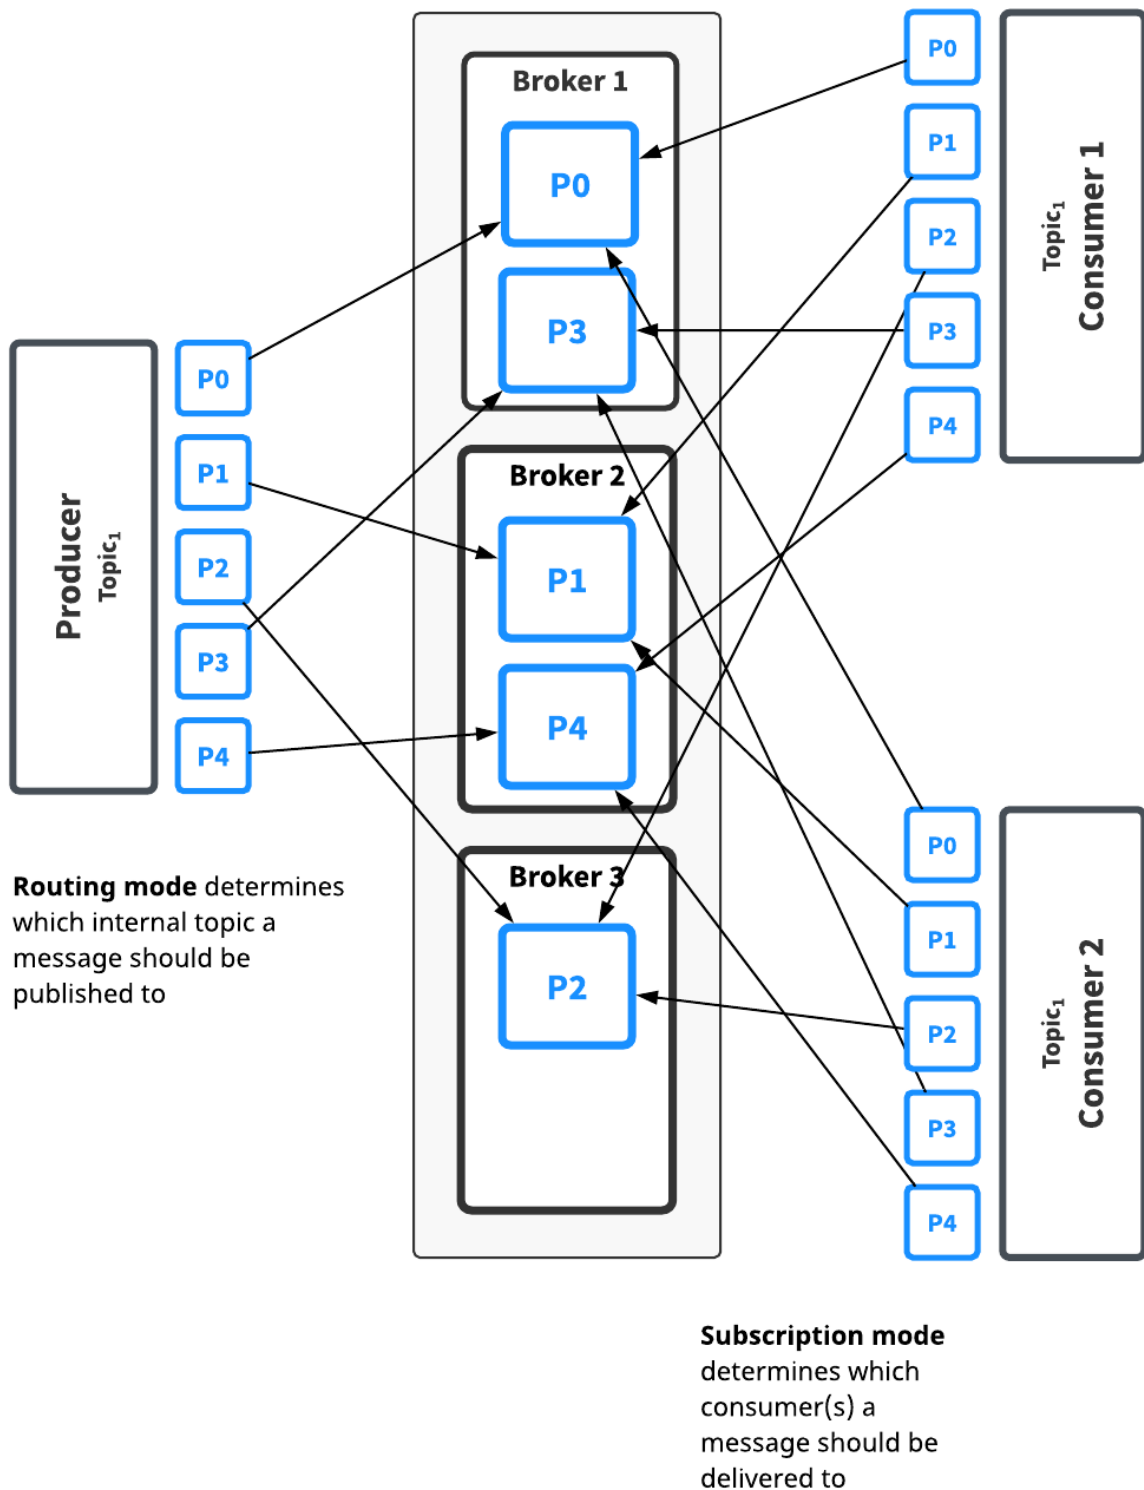 Producer
Topic₁
P0
P1
P2
P3
P4
Routing mode determines
which internal topic a
message should be
published to
Broker 1
P0
P3
Broker 2
P1
P4
Broker 3
P2
P0
P1
P2
P3
P4
Topic₁
Consumer 1
P0
P1
P2
P3
P4
Topic₁
Consumer 2
Subscription mode
determines which
consumer(s) a
message should be
delivered to